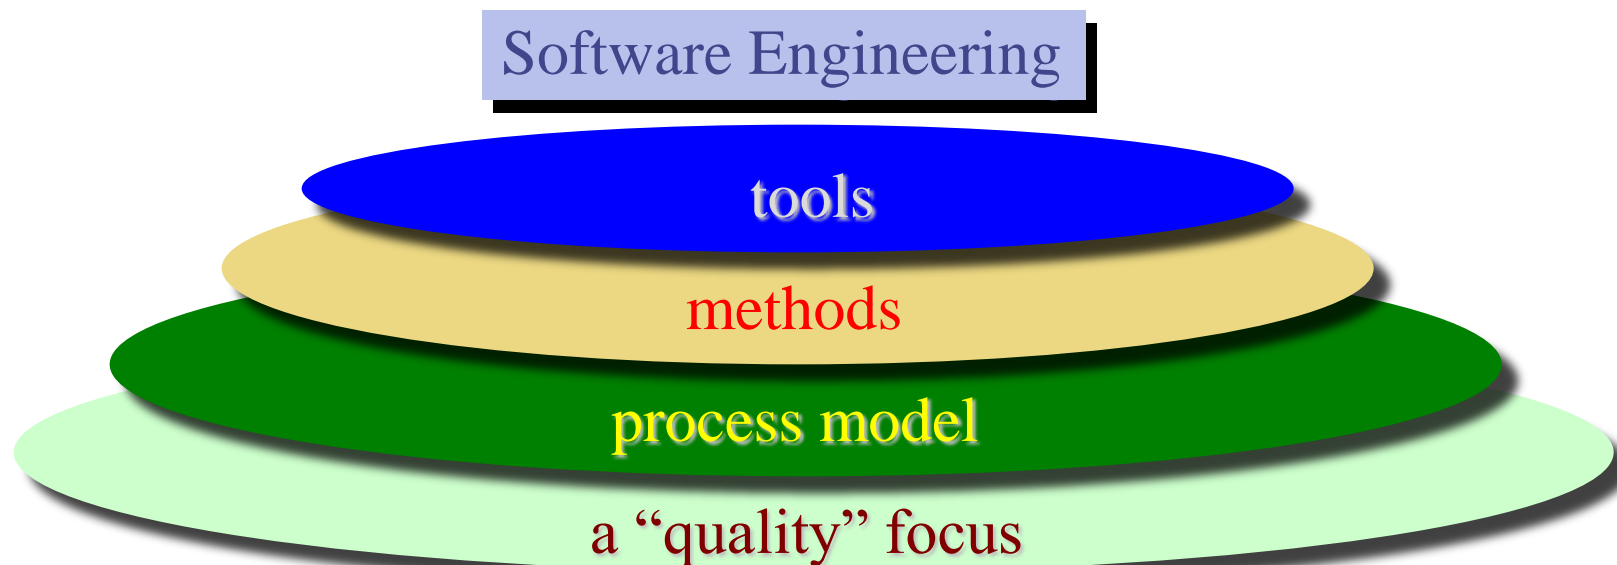 Software Engineering
tools
methods
process model
a “quality” focus